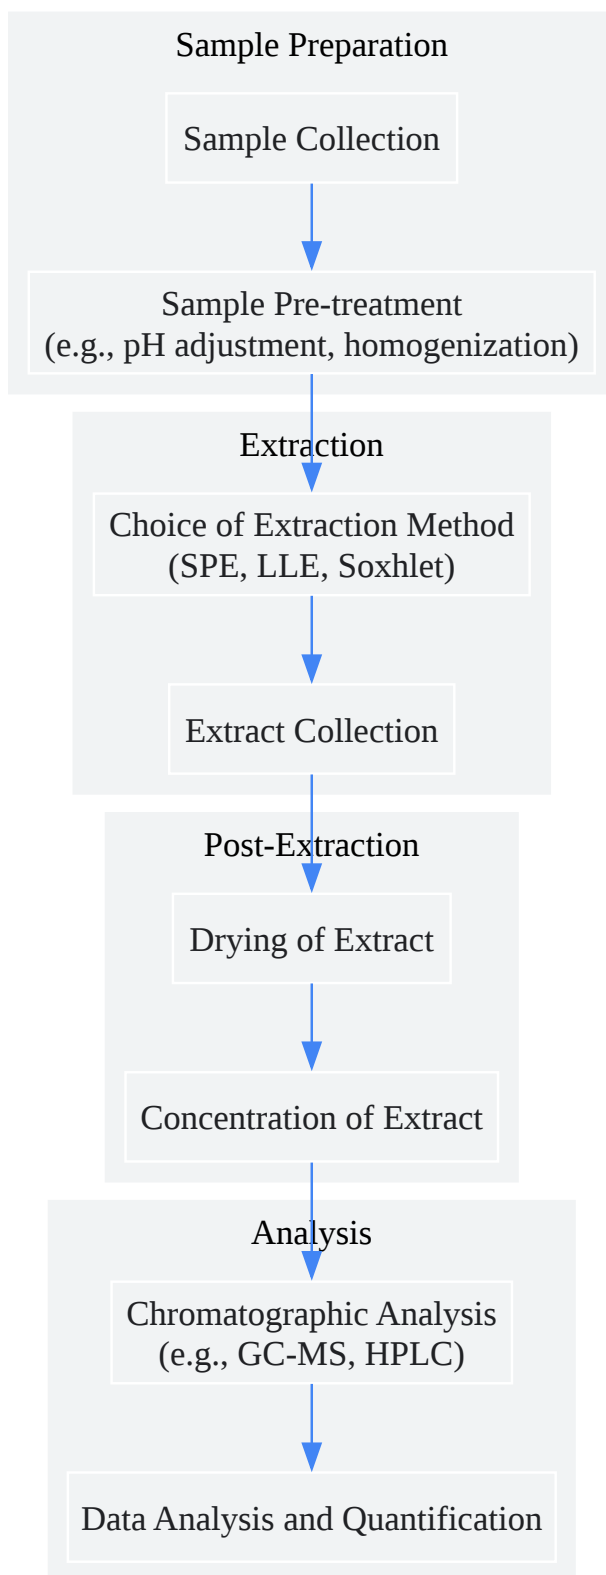 Sample Preparation
Sample Collection
Sample Pre-treatment
(e.g., pH adjustment, homogenization)
Extraction
Choice of Extraction Method
(SPE, LLE, Soxhlet)
Extract Collection
Post-Extraction
Drying of Extract
Concentration of Extract
Analysis
Chromatographic Analysis
(e.g., GC-MS, HPLC)
Data Analysis and Quantification